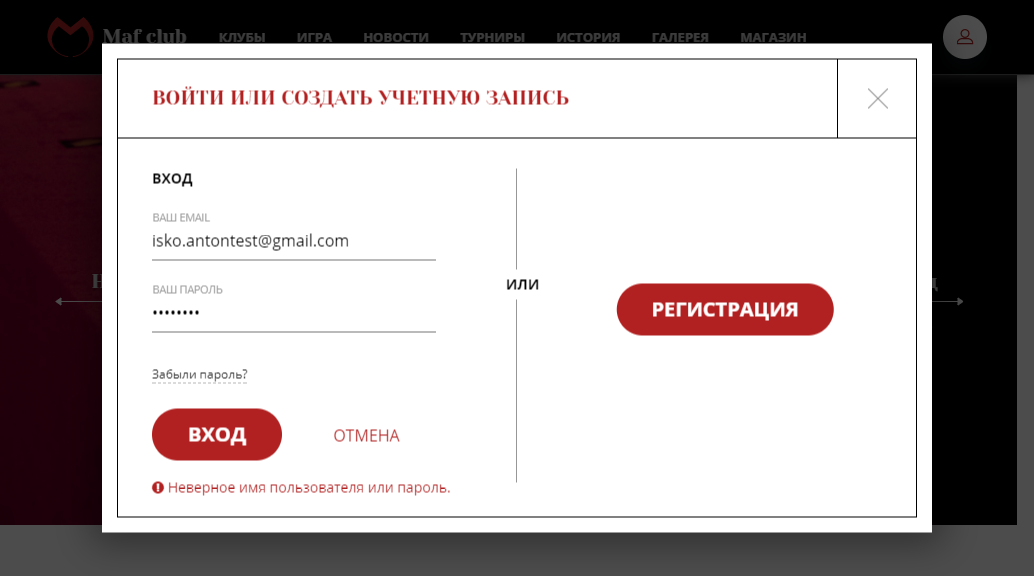 Maf club
КЛУБЫ
ИГРА
НОВОСТИ
ТУРНИРЫ
ИСТОРИЯ
ГАЛЕРЕЯ
МАГАЗИН
ВОЙТИ ИЛИ СОЗДАТЬ УЧЕТНУЮ ЗАПИСЬ
ВХОД
ВАШ EMAIL
isko.antontest@gmail.com
ВАШ ПАРОЛЬ
••••••••
Забыли пароль?
ВХОД
ОТМЕНА
Неверное имя пользователя или пароль.
ИЛИ
РЕГИСТРАЦИЯ